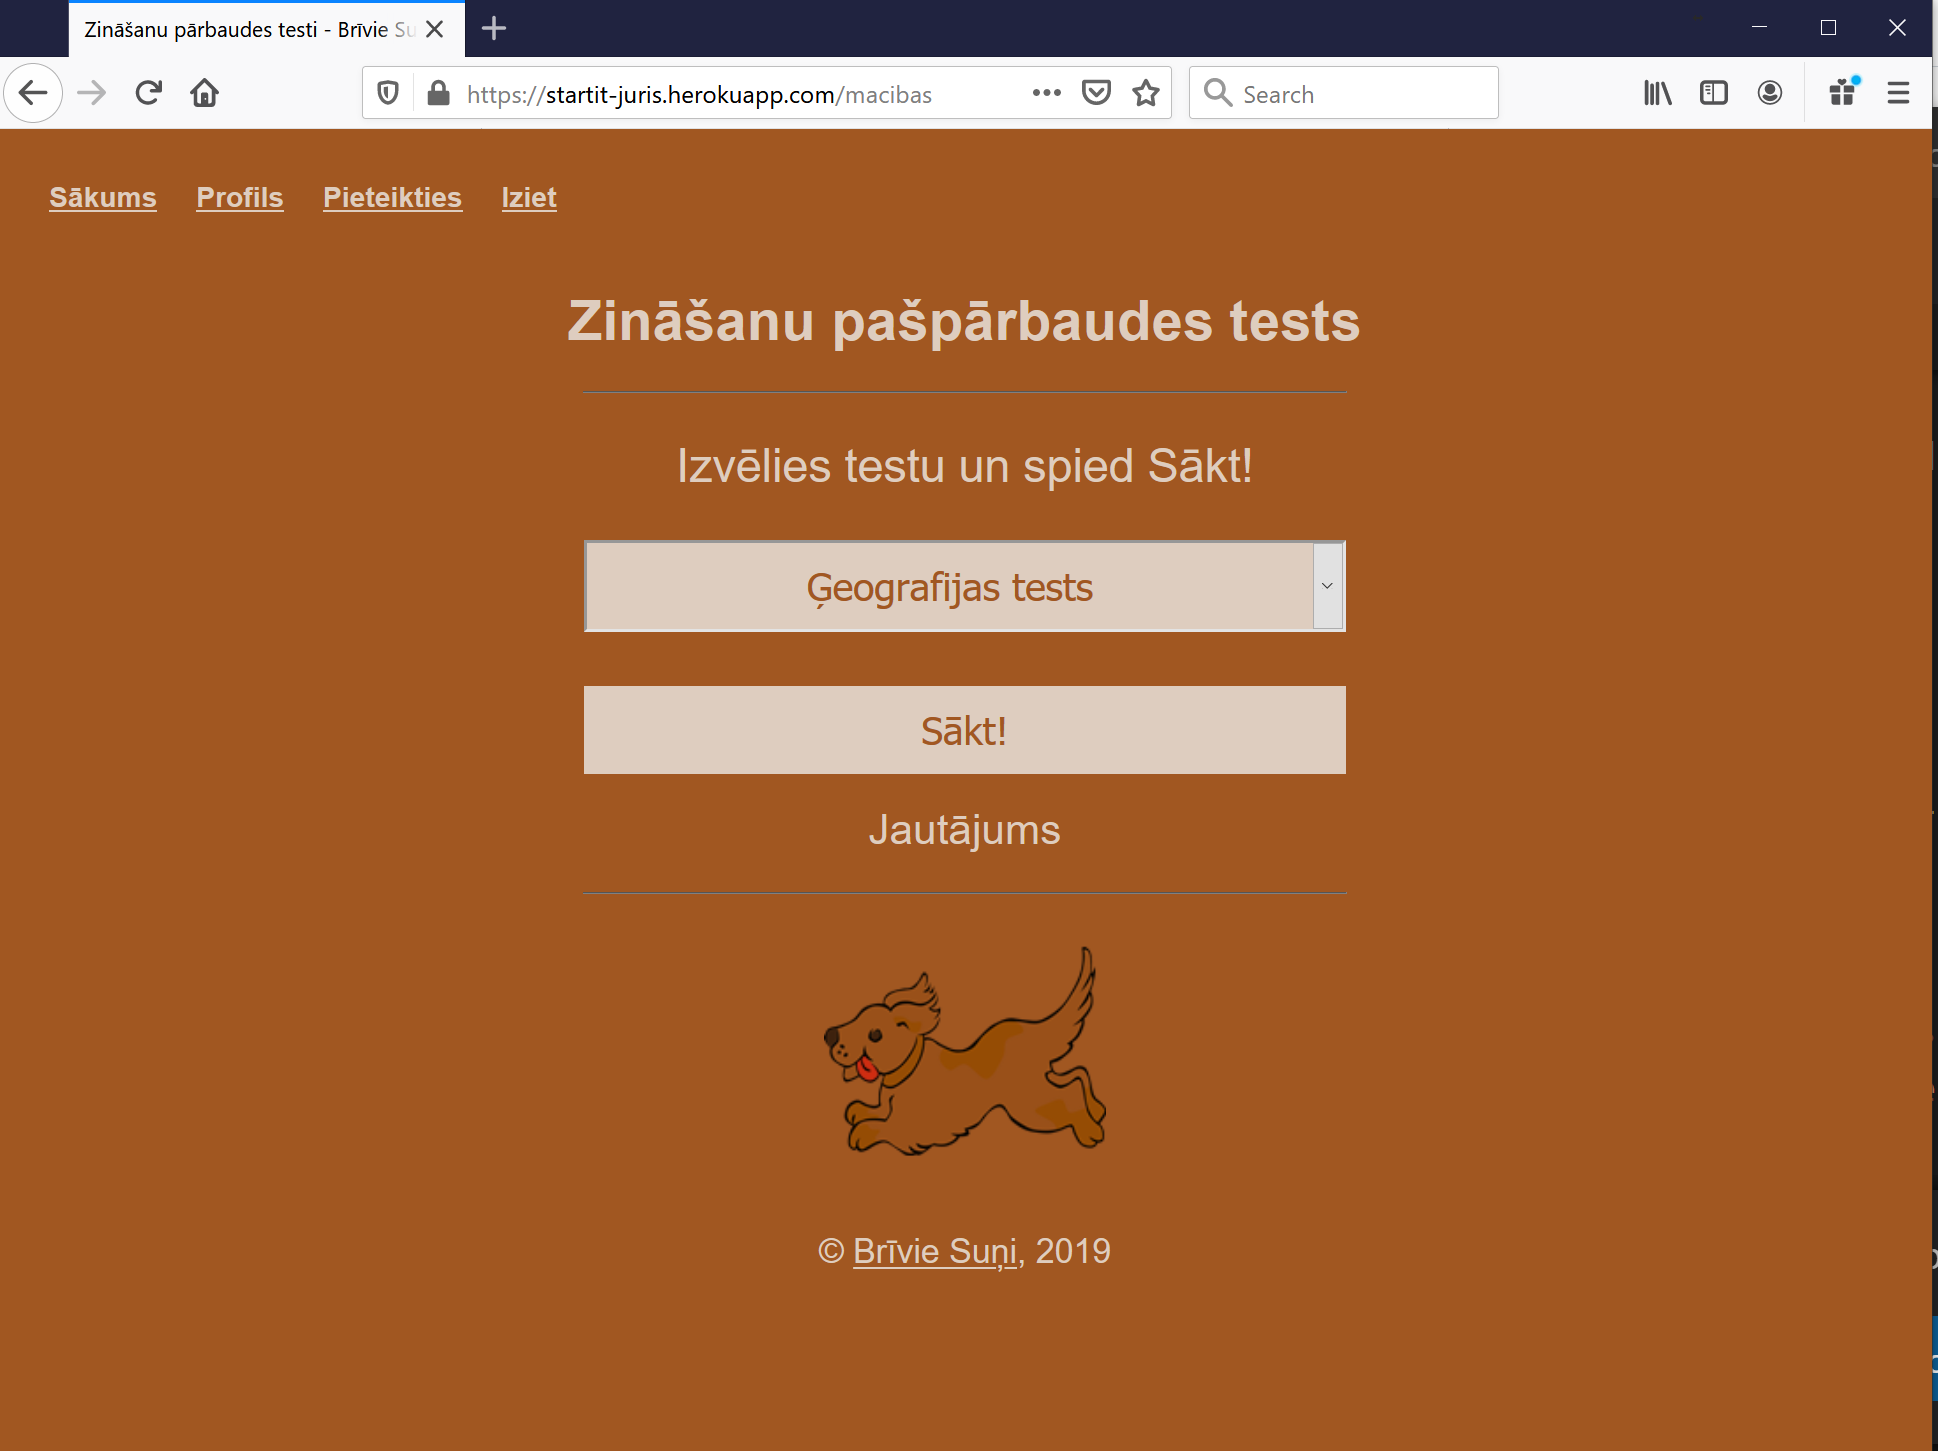 Zināšanu pārbaudes testi - Brīvie Su
https://startit-juris.herokuapp.com/macibas
Search
Sākums Profils Pieteikties Iziet
Zināšanu pašpārbaudes tests
Izvēlies testu un spied Sākt!
Ģeografijas tests
Sākt!
Jautājums
© Brīvie Suņi, 2019